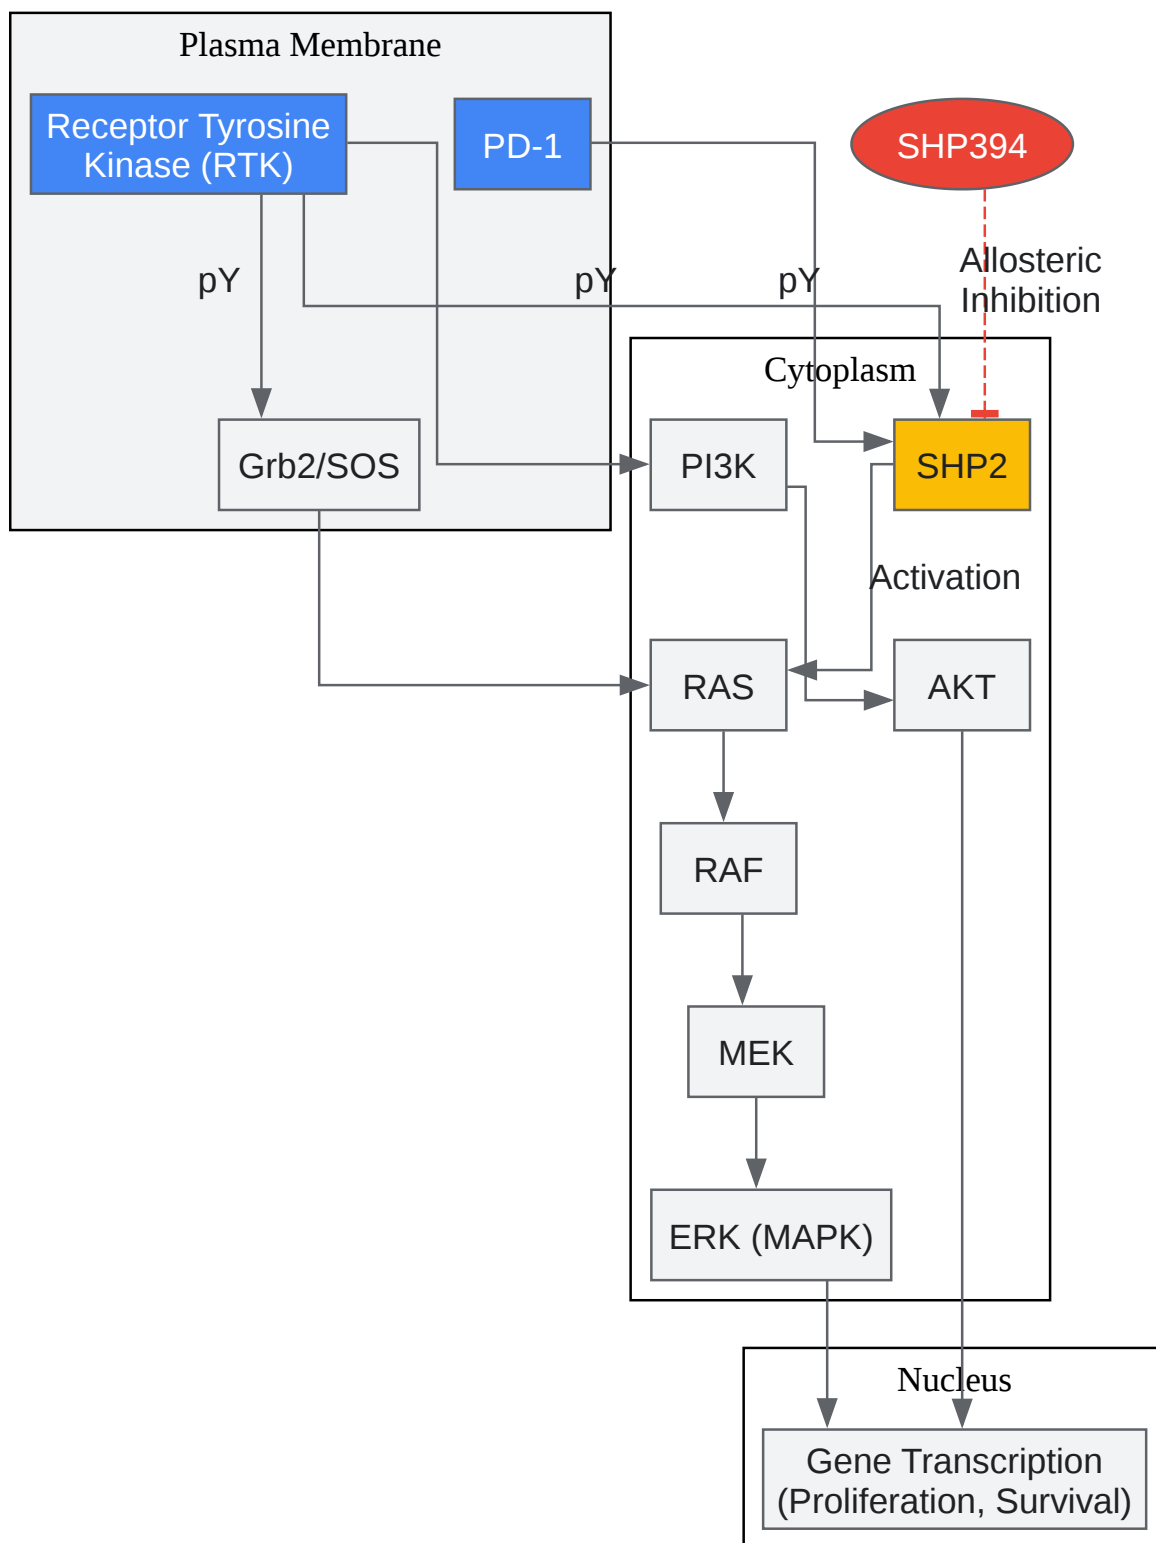 Plasma Membrane
Receptor Tyrosine
Kinase (RTK)
PD-1
SHP394
pY
pY
pY
Allosteric
Inhibition
Cytoplasm
Grb2/SOS
PI3K
SHP2
Activation
RAS
AKT
RAF
MEK
ERK (MAPK)
Nucleus
Gene Transcription
(Proliferation, Survival)